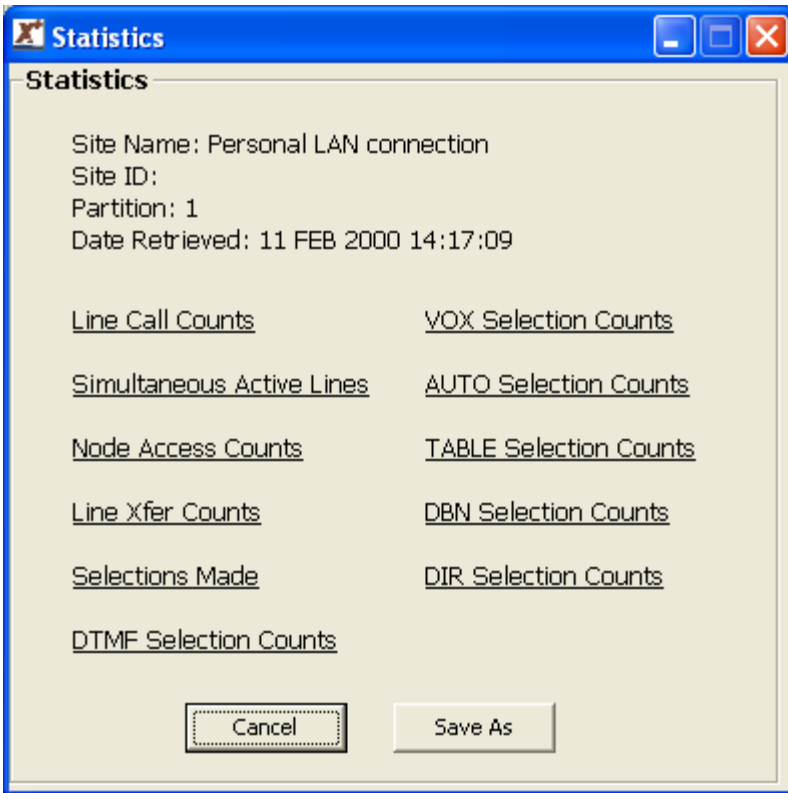 Statistics
Statistics
Site Name: Personal LAN connection
Site ID:
Partition: 1
Date Retrieved: 11 FEB 2000 14:17:09
Line Call Counts
VOX Selection Counts
Simultaneous Active Lines
AUTO Selection Counts
Node Access Counts
TABLE Selection Counts
Line Xfer Counts
DBN Selection Counts
Selections Made
DIR Selection Counts
DTMF Selection Counts
Cancel
Save As